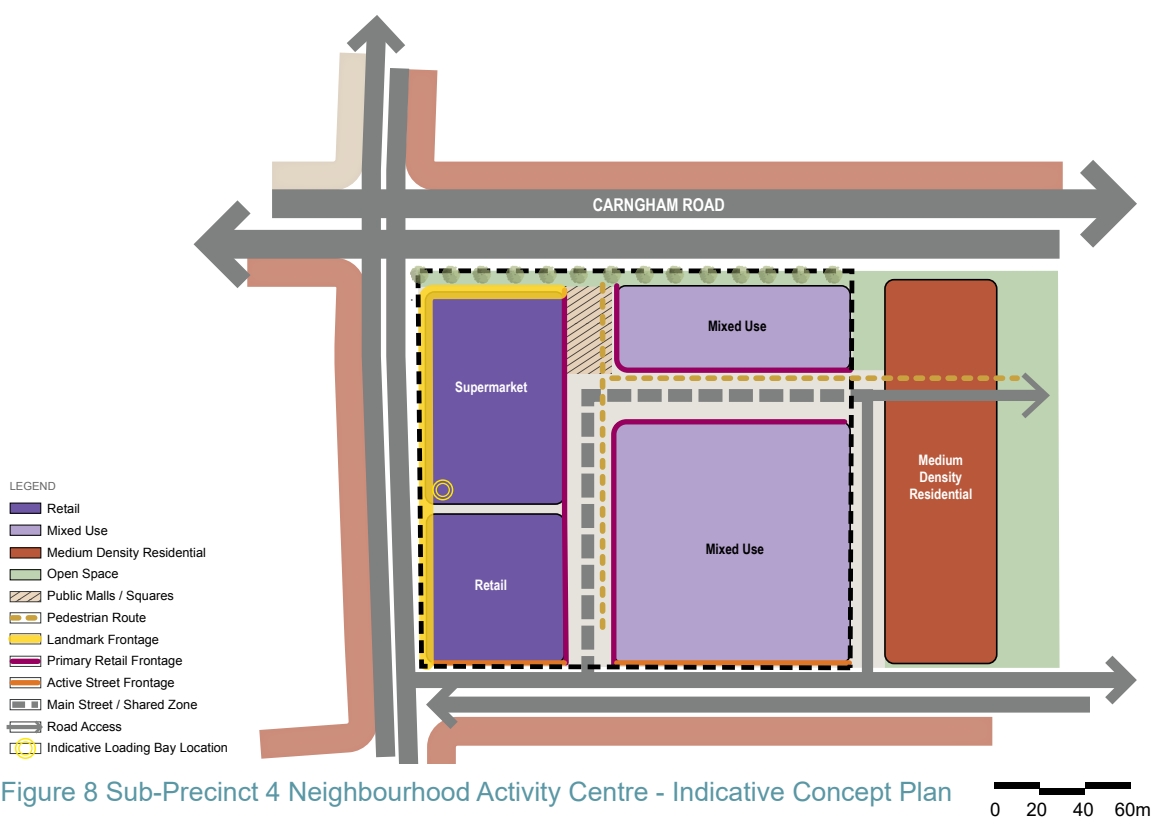 CARNGHAM ROAD
Mixed Use
Supermarket
Medium
Density
Residential
Mixed Use
Retail
LEGEND
Retail
Mixed Use
Medium Density Residential
Open Space
Public Malls / Squares
Pedestrian Route
Landmark Frontage
Primary Retail Frontage
Active Street Frontage
Main Street / Shared Zone
Road Access
Indicative Loading Bay Location
Figure 8 Sub-Precinct 4 Neighbourhood Activity Centre - Indicative Concept Plan
0 20 40 60m